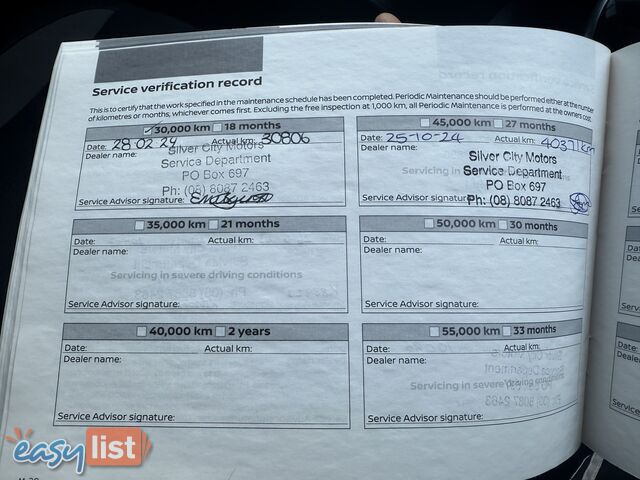 Service verification record
This is to certify that the work specified in the maintenance schedule has been completed. Periodic Maintenance should be performed either at the number
of kilometres or months, whichever comes first. Excluding the free inspection at 1,000 km, all Periodic Maintenance is performed at the owners cost.
30,000 km 18 months
Date: 28.02.24 Actual km: 30806
Dealer name:
Silver City Motors
Service Department
PO Box 697
Ph: (08) 8087 2463
Service Advisor signature:
45,000 km 27 months
Date: 25-10-24 Actual km: 40371km
Dealer name:
Silver City Motors
Servicing in
Service Department
PO Box 697
Ph: (08) 8087 2463
Service Advisor signature
35,000 km 21 months
Date: Actual km:
Dealer name:
Servicing in severe driving conditions
Service Advisor signature:
50,000 km 30 months
Date: Actual km:
Dealer name:
Service Advisor signature:
40,000 km 2 years
Date: Actual km:
Dealer name:
Service Advisor signature:
55,000 km 33 months
Date: Actual km:
Dealer name:
Servicing in severe driving conditions
Service Advisor signature:
easylist